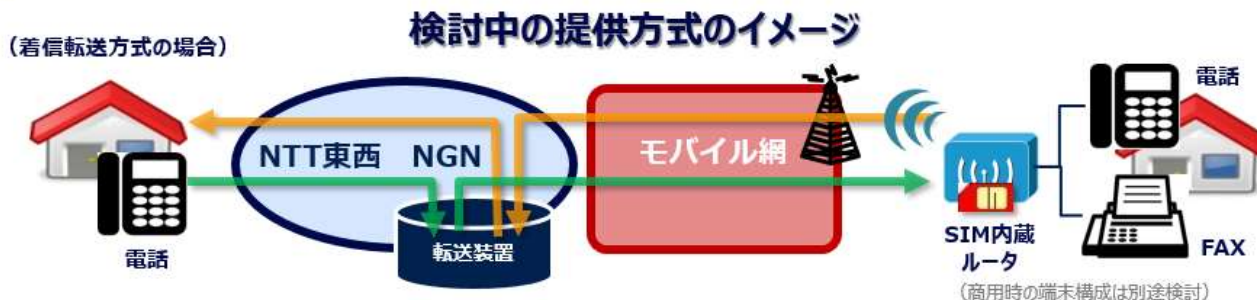 検討中の提供方式のイメージ
（着信転送方式の場合）
電話
NTT東西 NGN
モバイル網
転送装置
電話
SIM内蔵
ルータ
FAX
（商用時の端末構成は別途検討）